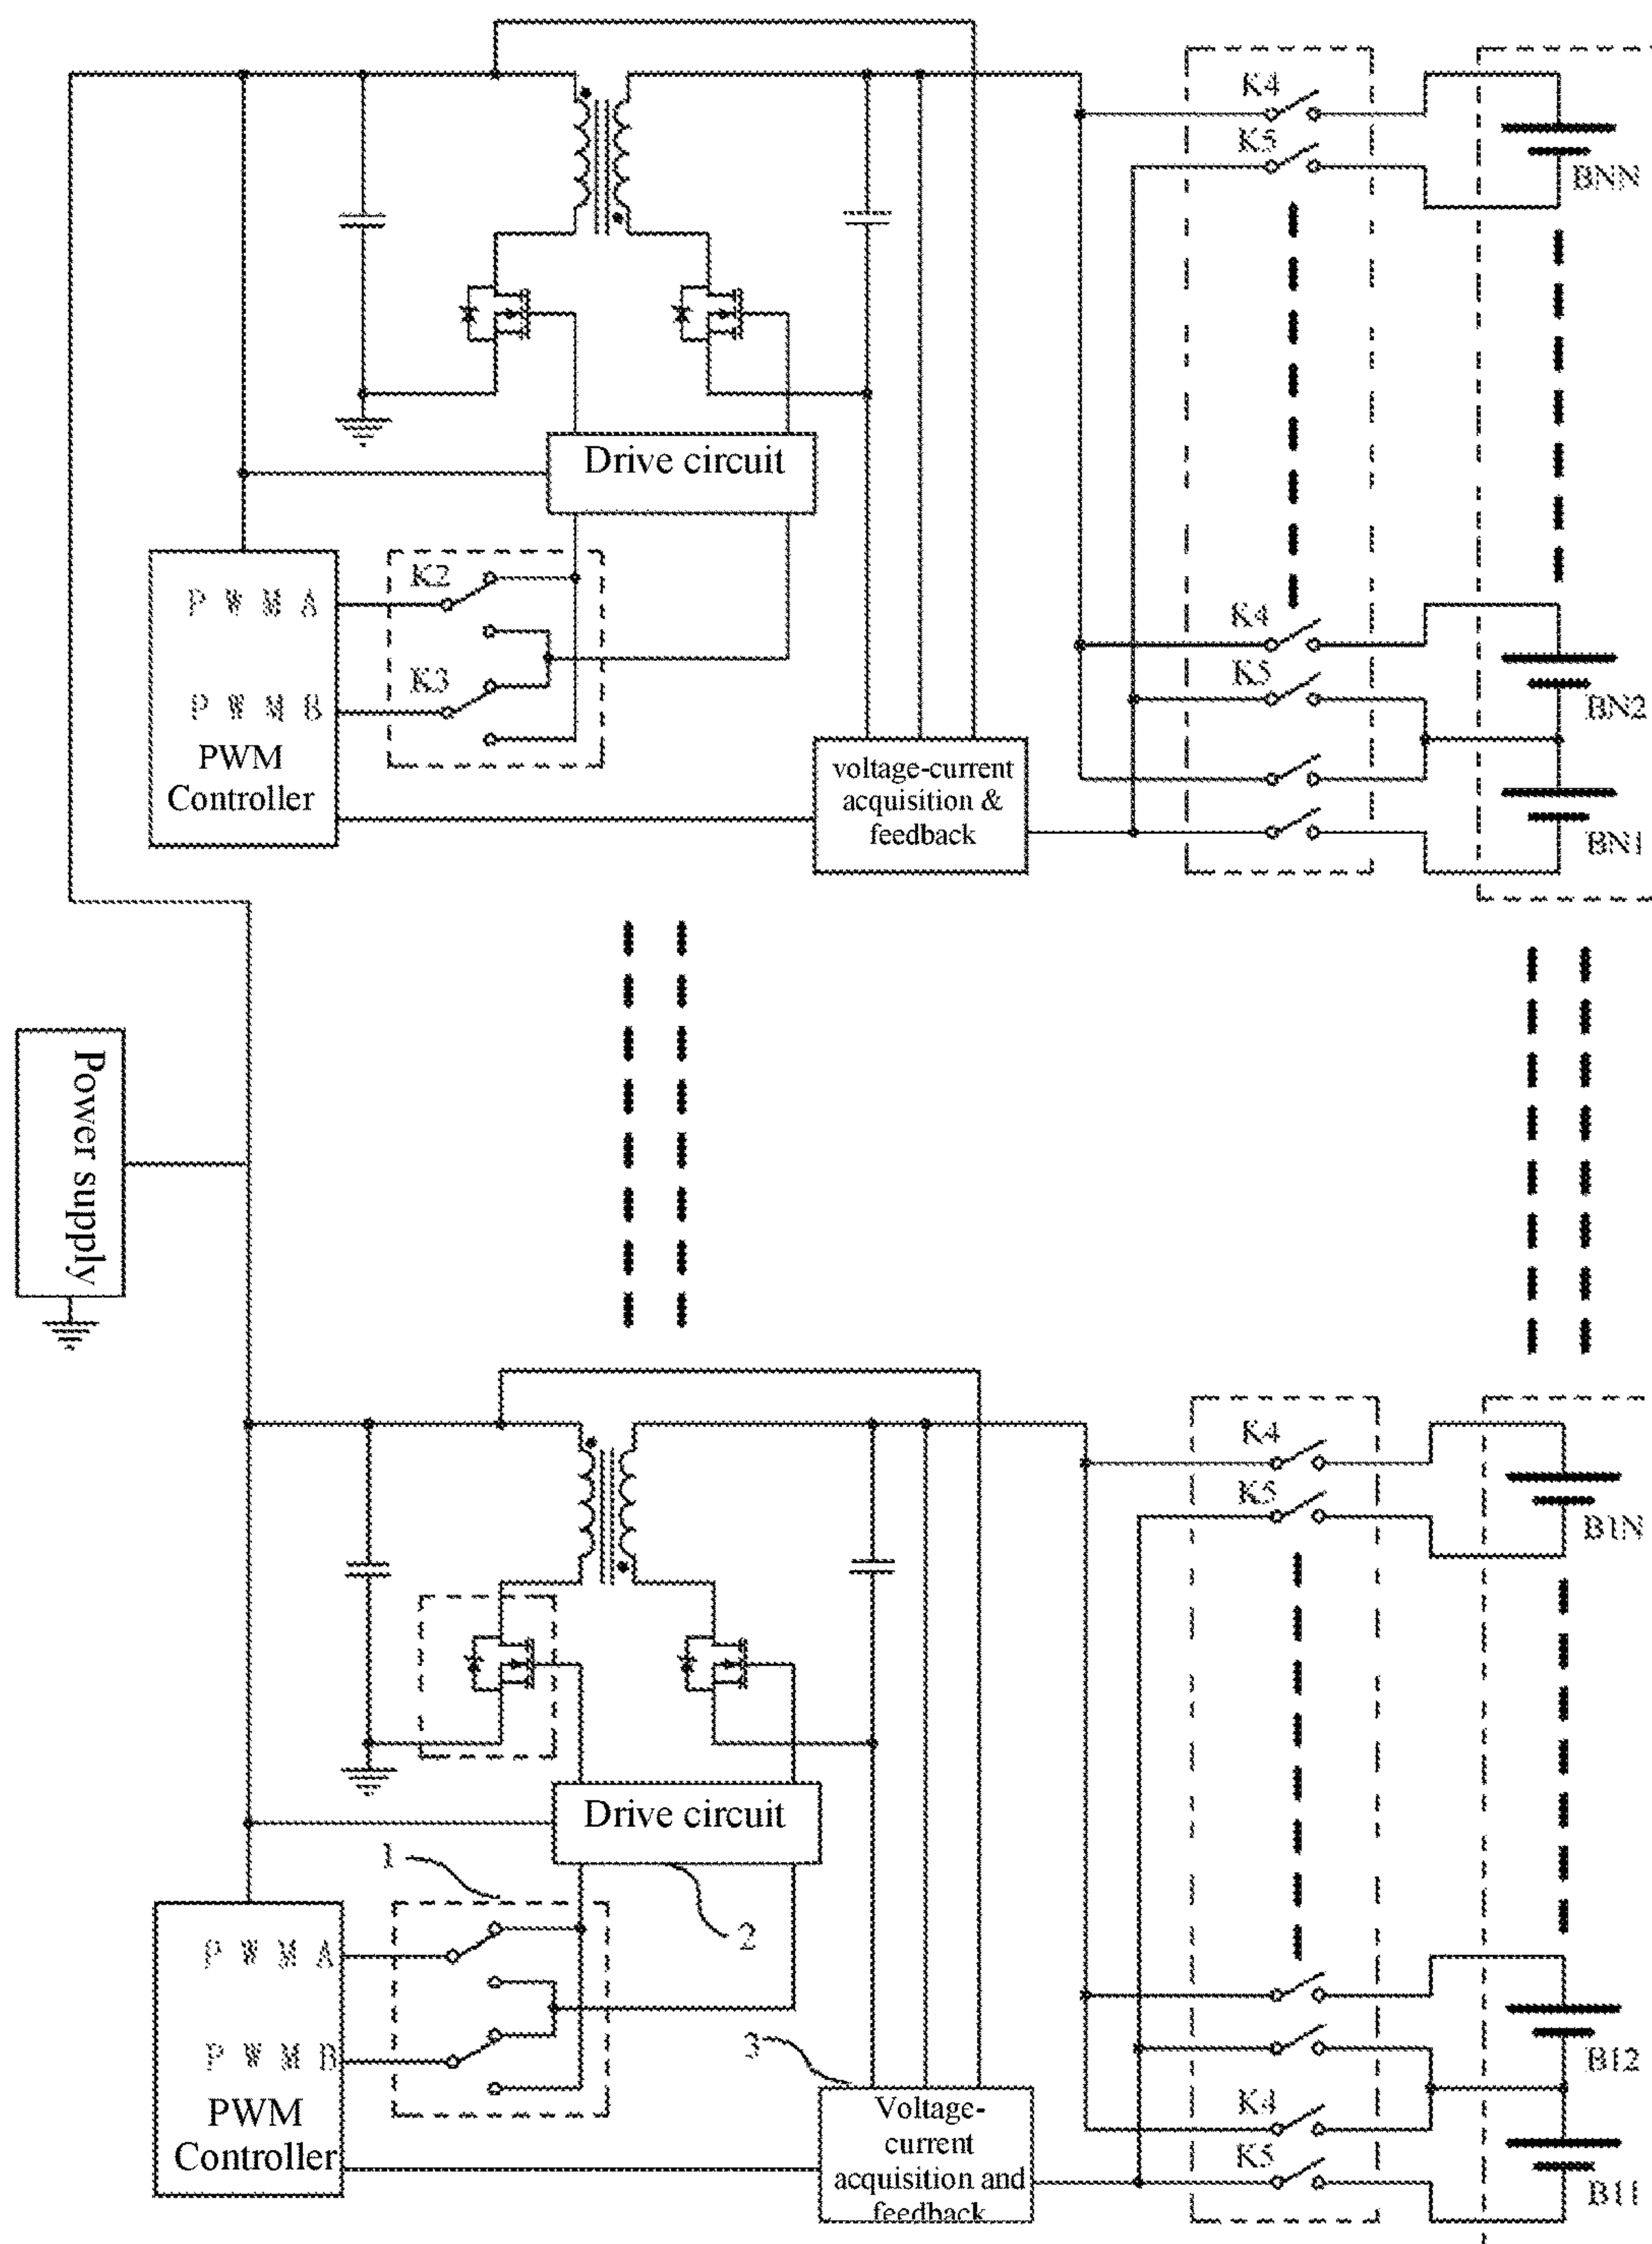 K4
K5
BNN
Drive circuit
K2
P W M A
K3
P W M B
PWM
Controller
voltage-current
acquisition &
feedback
K4
K5
BN2
BN1
Power supply
K4
K5
B1N
Drive circuit
1
2
P W M A
P W M B
PWM
Controller
3
Voltage-
current
acquisition and
feedback
B12
K4
K5
B11